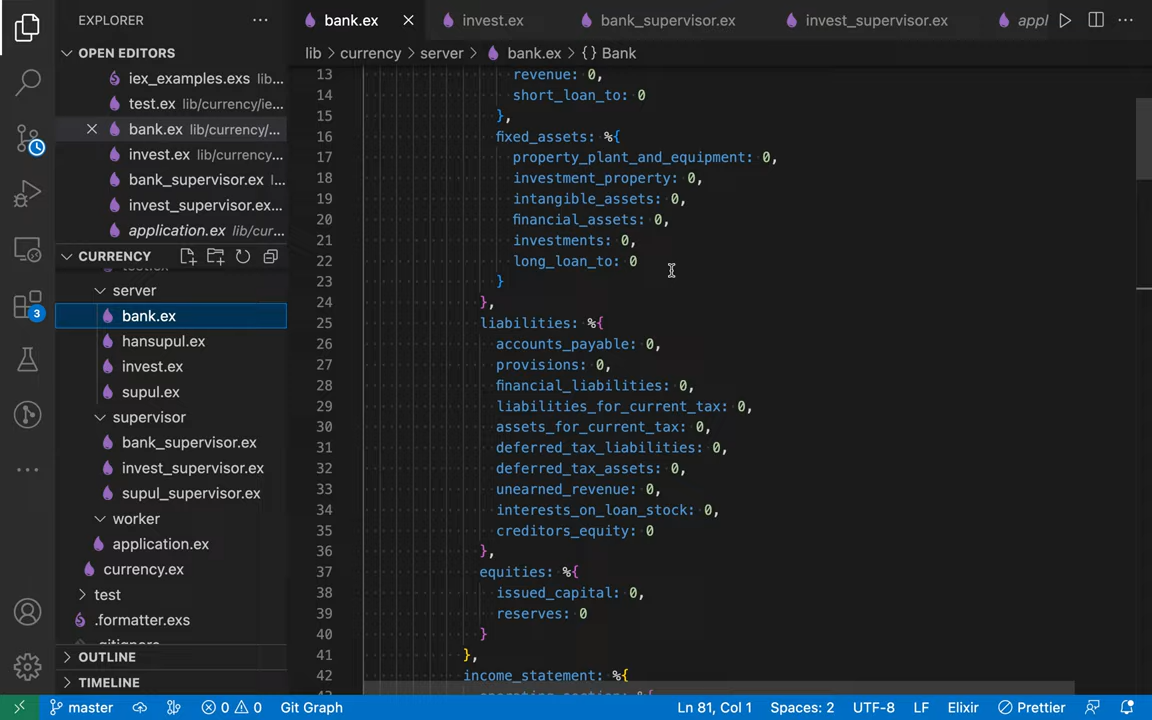 EXPLORER
OPEN EDITORS
iex_examples.exs lib...
test.ex lib/currency/ie...
bank.ex lib/currency/...
invest.ex lib/currency...
bank_supervisor.ex l...
invest_supervisor.ex...
application.ex lib/cur...
CURRENCY
server
bank.ex
hansupul.ex
invest.ex
supul.ex
supervisor
bank_supervisor.ex
invest_supervisor.ex
supul_supervisor.ex
worker
application.ex
currency.ex
test
.formatter.exs
.gitignore
OUTLINE
TIMELINE
3
bank.ex
invest.ex
bank_supervisor.ex
invest_supervisor.ex
appl
lib > currency > server > bank.ex > {} Bank
13 revenue: 0,
14 short_loan_to: 0
15 },
16 fixed_assets: %{
17 property_plant_and_equipment: 0,
18 investment_property: 0,
19 intangible_assets: 0,
20 financial_assets: 0,
21 investments: 0,
22 long_loan_to: 0
23 }
24 },
25 liabilities: %{
26 accounts_payable: 0,
27 provisions: 0,
28 financial_liabilities: 0,
29 liabilities_for_current_tax: 0,
30 assets_for_current_tax: 0,
31 deferred_tax_liabilities: 0,
32 deferred_tax_assets: 0,
33 unearned_revenue: 0,
34 interests_on_loan_stock: 0,
35 creditors_equity: 0
36 },
37 equities: %{
38 issued_capital: 0,
39 reserves: 0
40 }
41 },
42 income_statement: %{
master
0 0
Git Graph
Ln 81, Col 1
Spaces: 2
UTF-8
LF
Elixir
Prettier